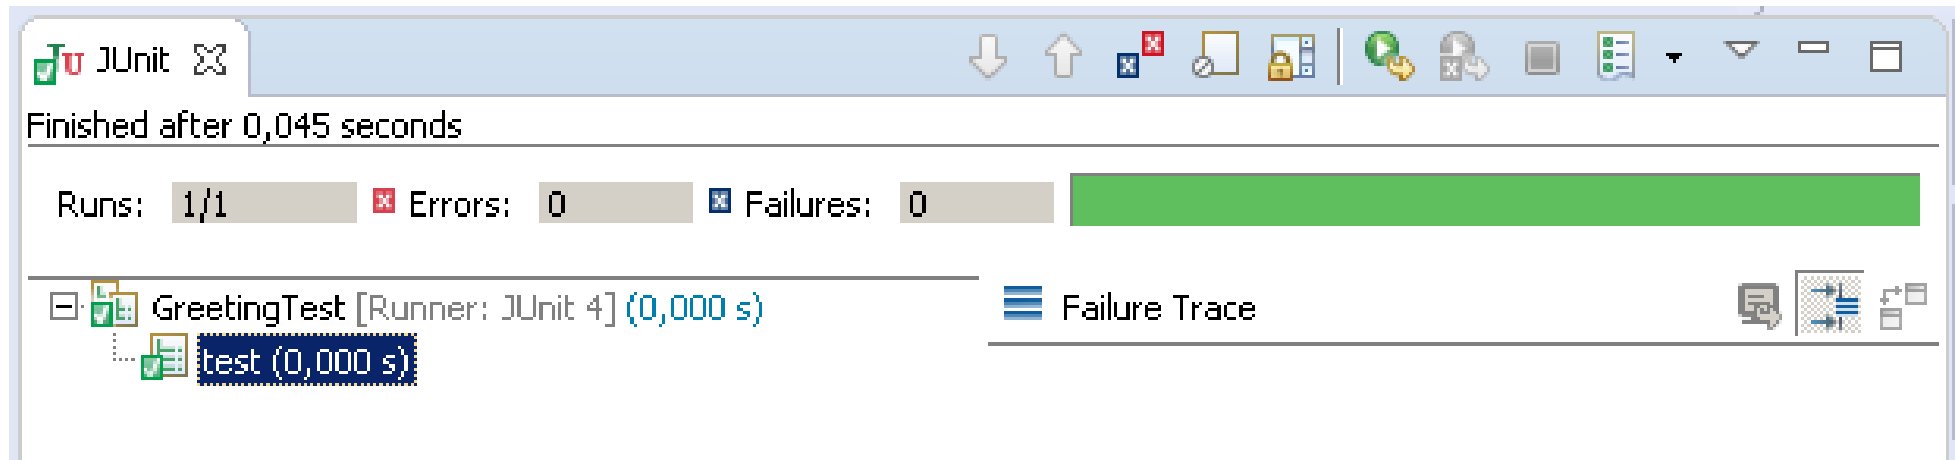 JUnit
Finished after 0,045 seconds
Runs: 1/1 Errors: 0 Failures: 0
GreetingTest [Runner: JUnit 4] (0,000 s)
Failure Trace
test (0,000 s)